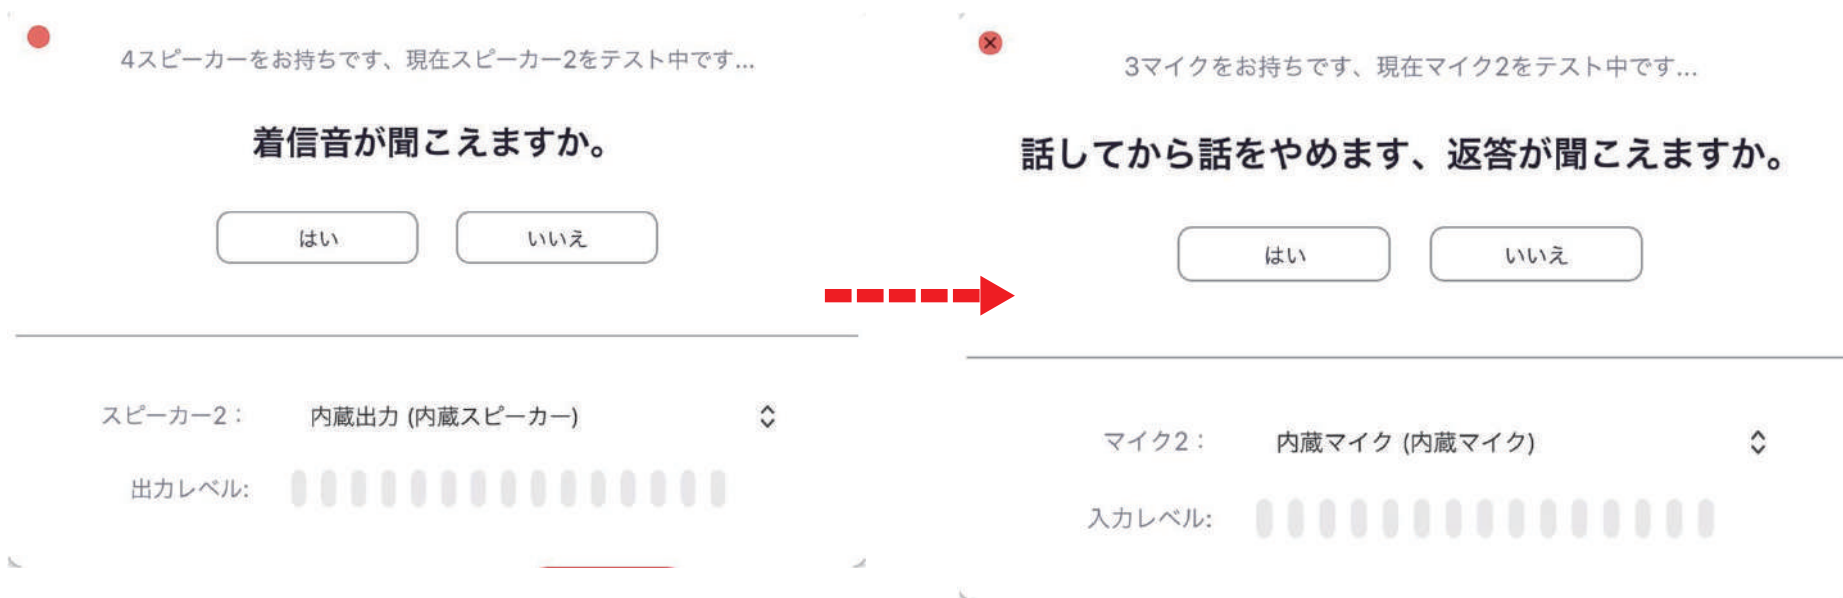 4スピーカーをお持ちです、現在スピーカー2をテスト中です...
着信音が聞こえますか。
はい
いいえ
スピーカー2：
内蔵出力 (内蔵スピーカー)
出力レベル:
3マイクをお持ちです、現在マイク2をテスト中です...
話してから話をやめます、返答が聞こえますか。
はい
いいえ
マイク2：
内蔵マイク (内蔵マイク)
入力レベル: